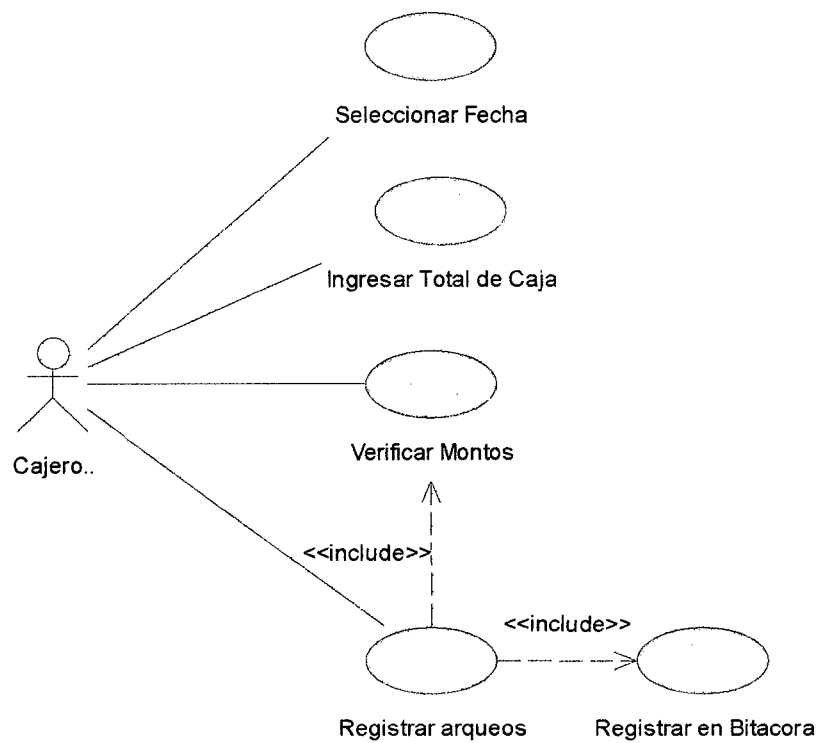 Seleccionar Fecha
Ingresar Total de Caja
Verificar Montos
Cajero..
<<include>>
<<include>>
Registrar arqueos
Registrar en Bitacora